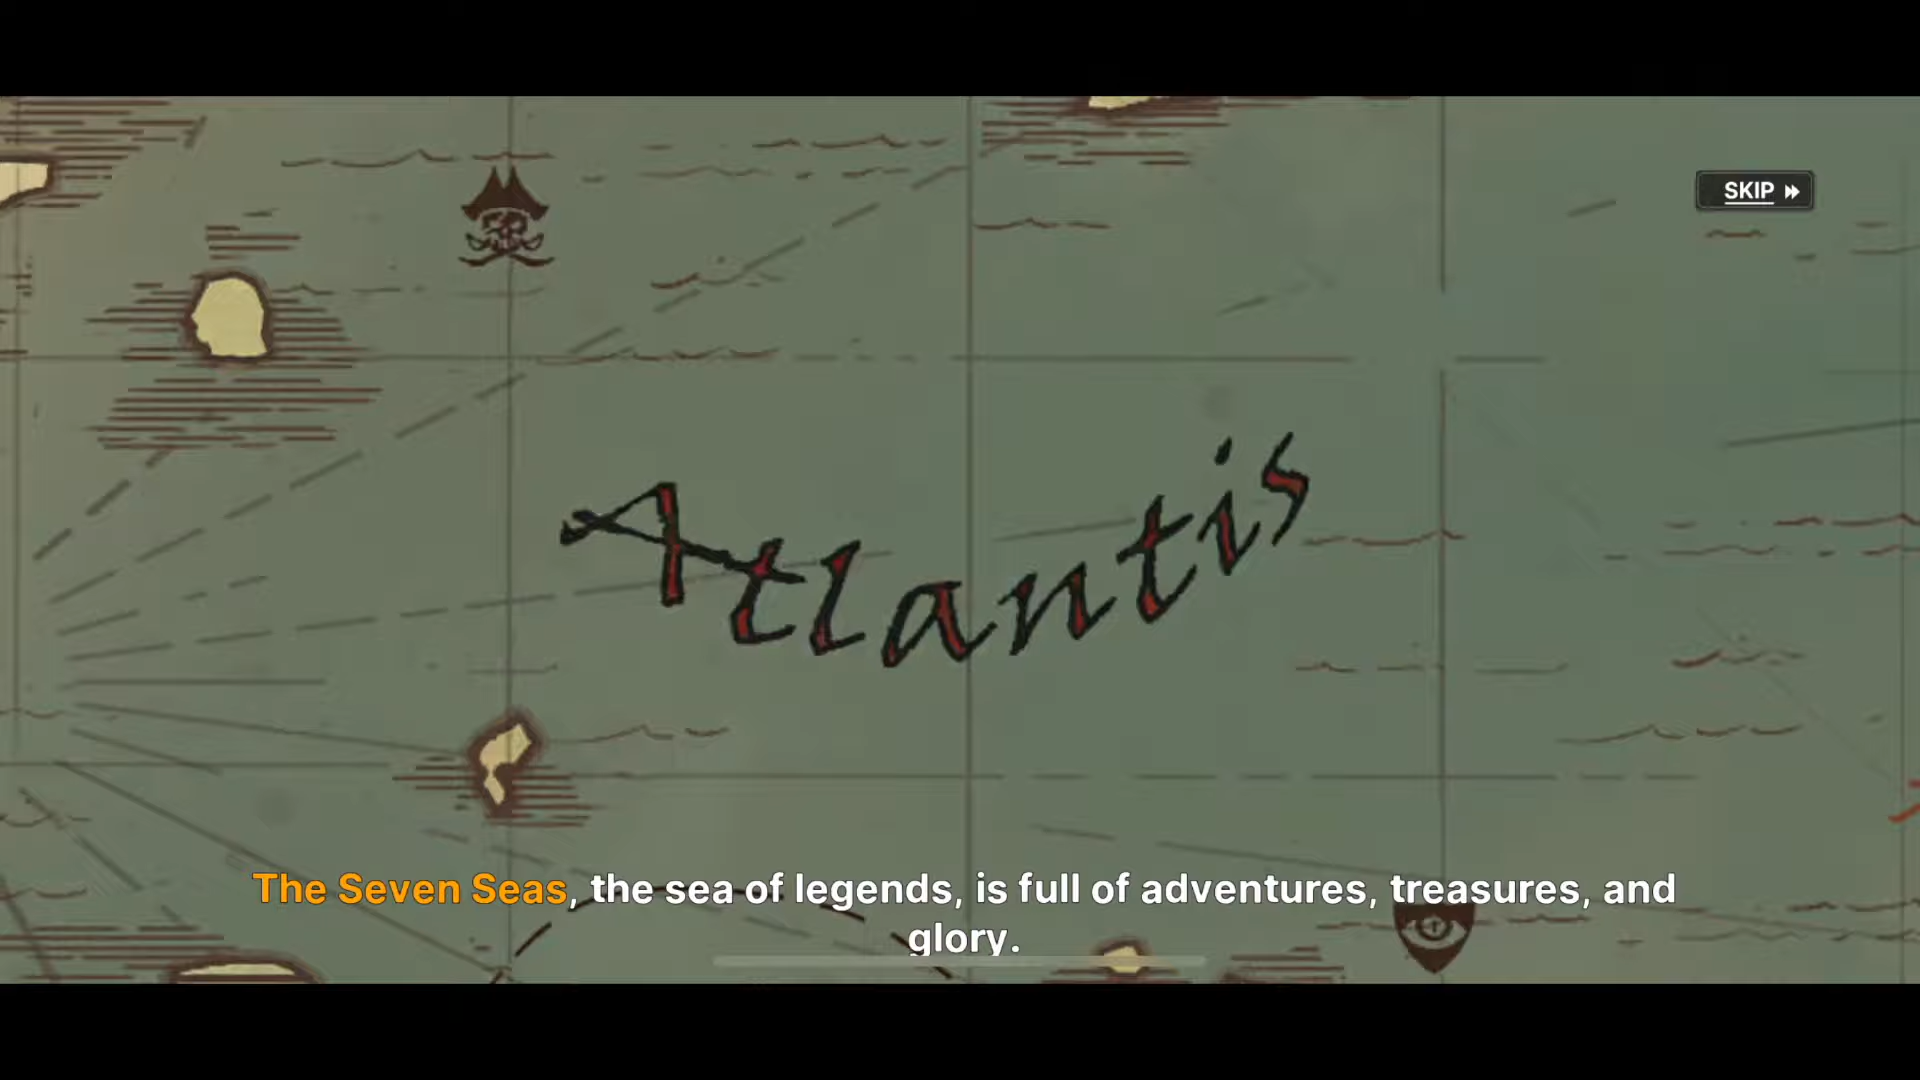 SKIP
Atlantis
The Seven Seas, the sea of legends, is full of adventures, treasures, and
glory.